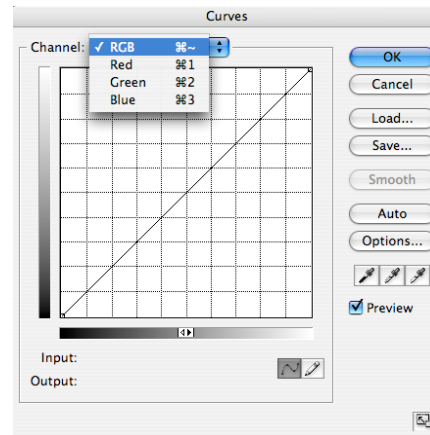 Curves
Channel: ✓ RGB ⌘~
Red ⌘1
Green ⌘2
Blue ⌘3
OK
Cancel
Load...
Save...
Smooth
Auto
Options...
Preview
Input:
Output: